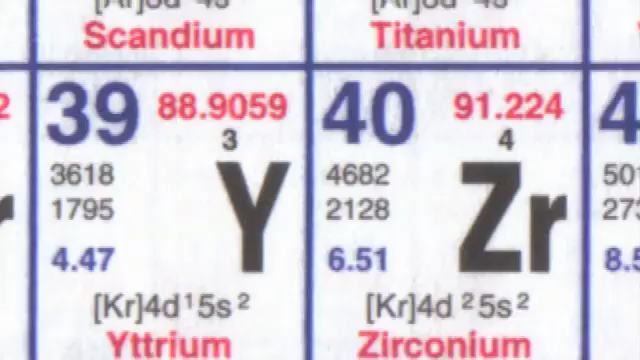 Scandium Titanium
39 88.9059 40 91.224
3 4
3618 Y 4682 Zr
1795 2128
4.47 6.51
[Kr]4d¹5s² [Kr]4d²5s²
Yttrium Zirconium